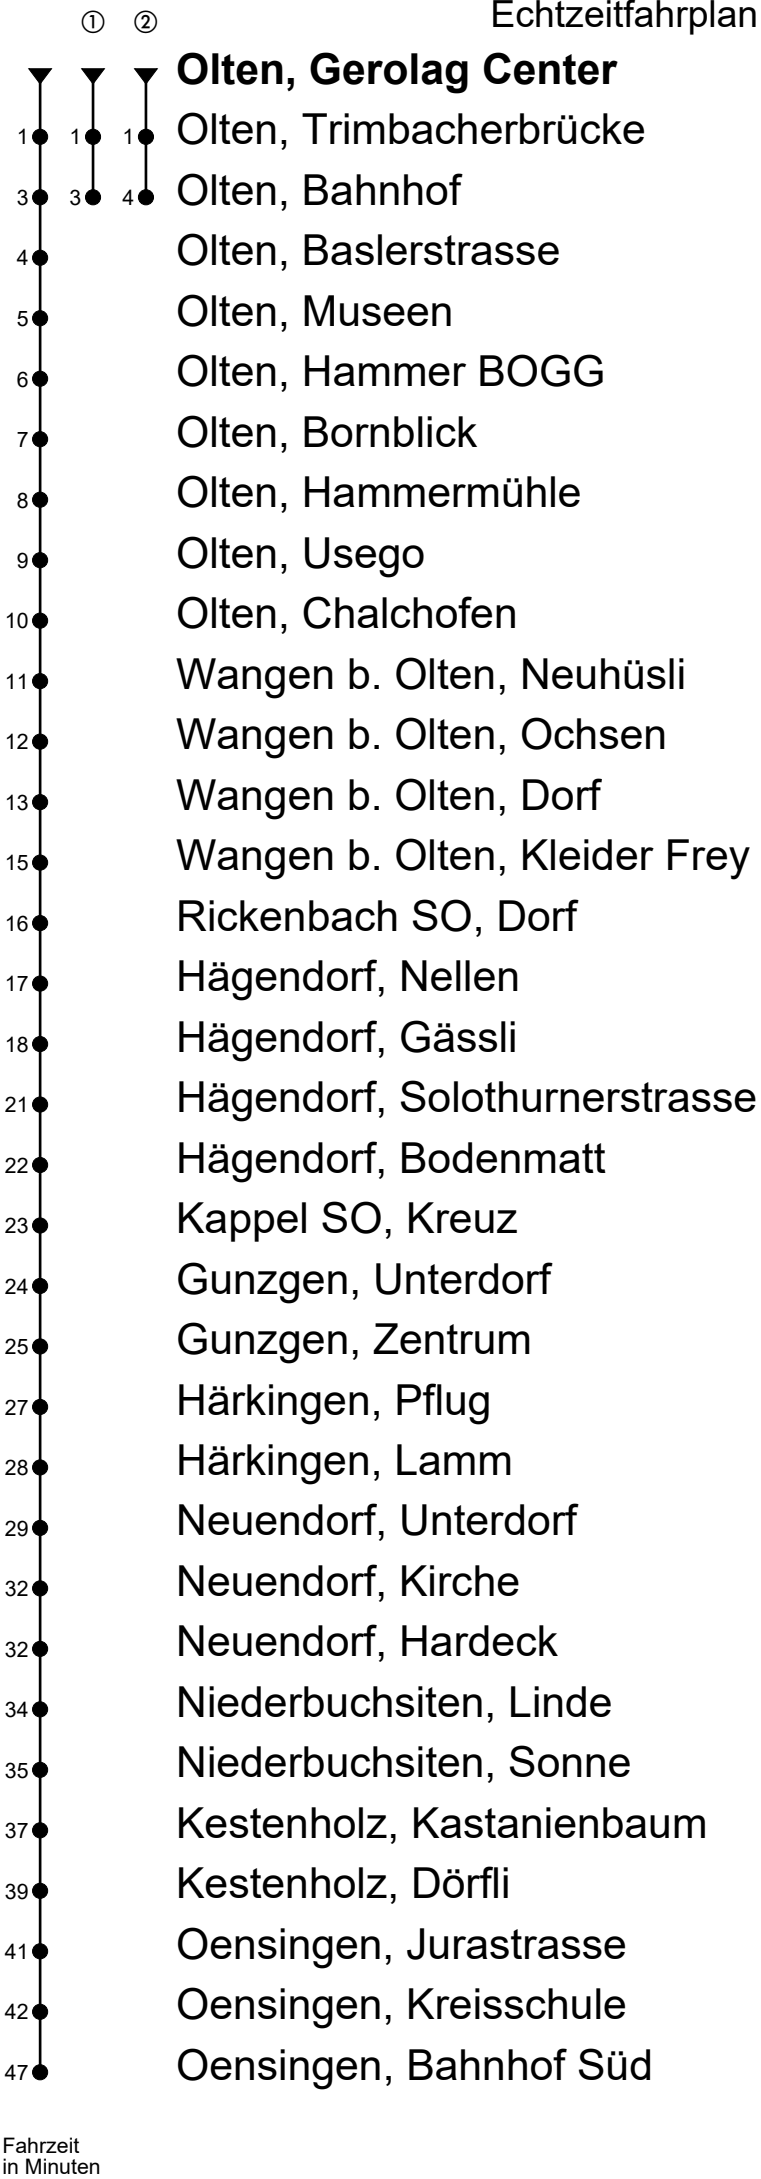 Echtzeitfahrplan
① ②
Olten, Gerolag Center
1 1 1 Olten, Trimbacherbrücke
3 3 4 Olten, Bahnhof
4 Olten, Baslerstrasse
5 Olten, Museen
6 Olten, Hammer BOGG
7 Olten, Bornblick
8 Olten, Hammermühle
9 Olten, Usego
10 Olten, Chalchofen
11 Wangen b. Olten, Neuhüsli
12 Wangen b. Olten, Ochsen
13 Wangen b. Olten, Dorf
15 Wangen b. Olten, Kleider Frey
16 Rickenbach SO, Dorf
17 Hägendorf, Nellen
18 Hägendorf, Gässli
21 Hägendorf, Solothurnerstrasse
22 Hägendorf, Bodenmatt
23 Kappel SO, Kreuz
24 Gunzgen, Unterdorf
25 Gunzgen, Zentrum
27 Härkingen, Pflug
28 Härkingen, Lamm
29 Neuendorf, Unterdorf
32 Neuendorf, Kirche
32 Neuendorf, Hardeck
34 Niederbuchsiten, Linde
35 Niederbuchsiten, Sonne
37 Kestenholz, Kastanienbaum
39 Kestenholz, Dörfli
41 Oensingen, Jurastrasse
42 Oensingen, Kreisschule
47 Oensingen, Bahnhof Süd
Fahrzeit
in Minuten